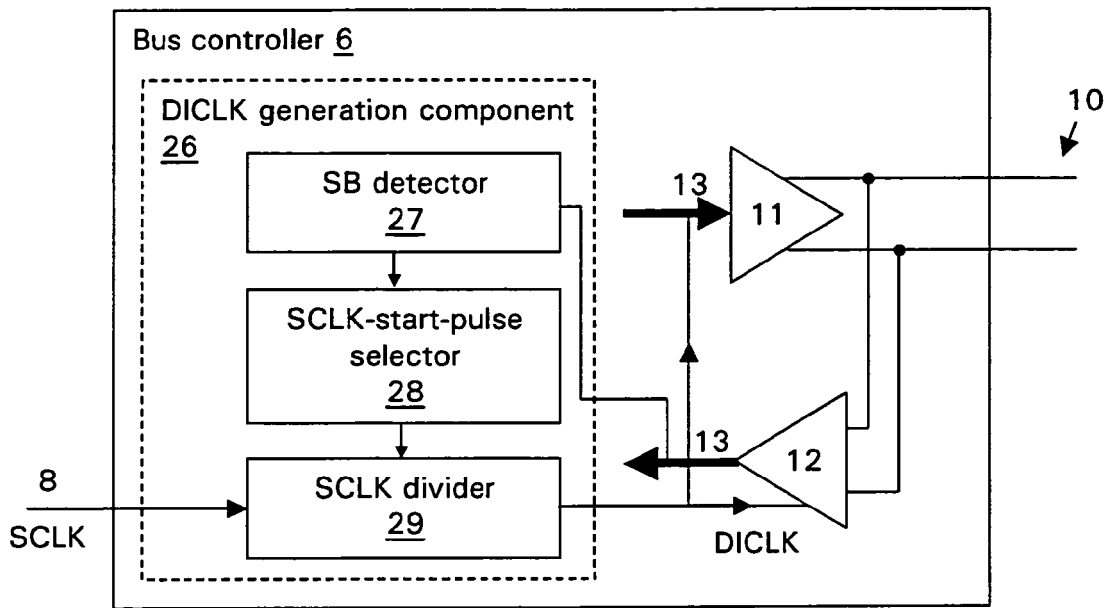 Bus controller 6
DICLK generation component
26
SB detector
27
SCLK-start-pulse
selector
28
SCLK divider
29
8
SCLK
13
11
10
13
12
DICLK